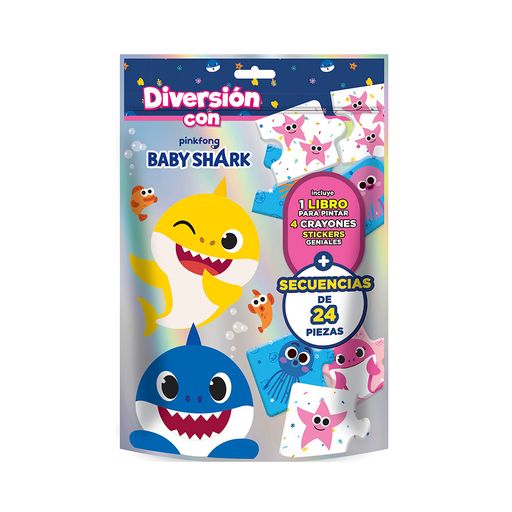 Diversión
con
pinkfong
BABY SHARK
incluye
1 LIBRO
PARA PINTAR
4 CRAYONES
STICKERS
GENIALES
+
SECUENCIAS
DE
24
PIEZAS